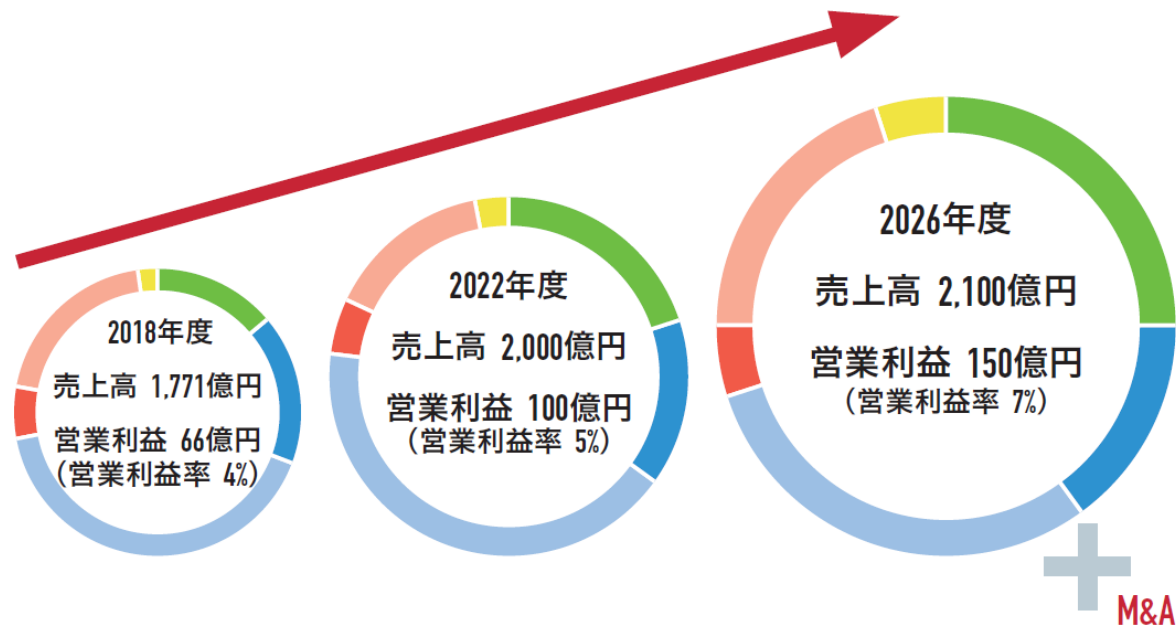 2018年度
売上高 1,771億円
営業利益 66億円
(営業利益率 4%)
2022年度
売上高 2,000億円
営業利益 100億円
(営業利益率 5%)
2026年度
売上高 2,100億円
営業利益 150億円
(営業利益率 7%)
M&A